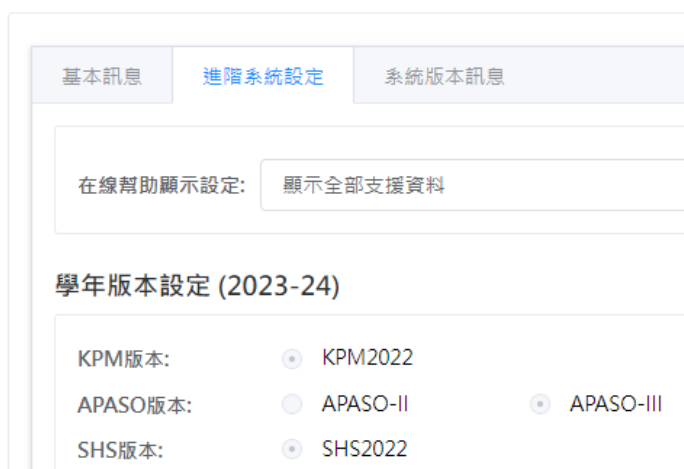 基本訊息 進階系統設定 系統版本訊息
在線幫助顯示設定: 顯示全部支援資料
學年版本設定 (2023-24)
KPM版本: KPM2022
APASO版本: APASO-II APASO-III
SHS版本: SHS2022